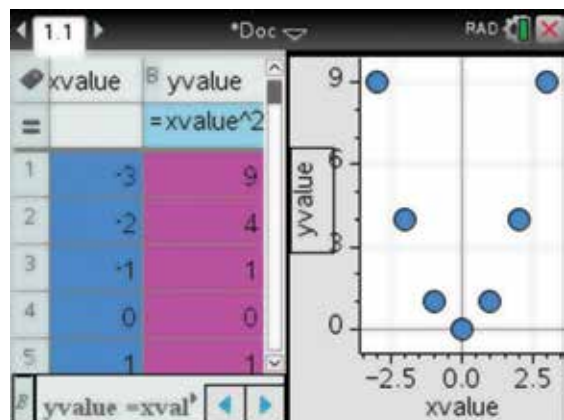 1.1 *Doc RAD
xvalue B yvalue
= =xvalue^2
1 -3 9
2 -2 4
3 -1 1
4 0 0
5 1 1
B yvalue =xval
9
6
3
0
yvalue
-2.5 0.0 2.5
xvalue